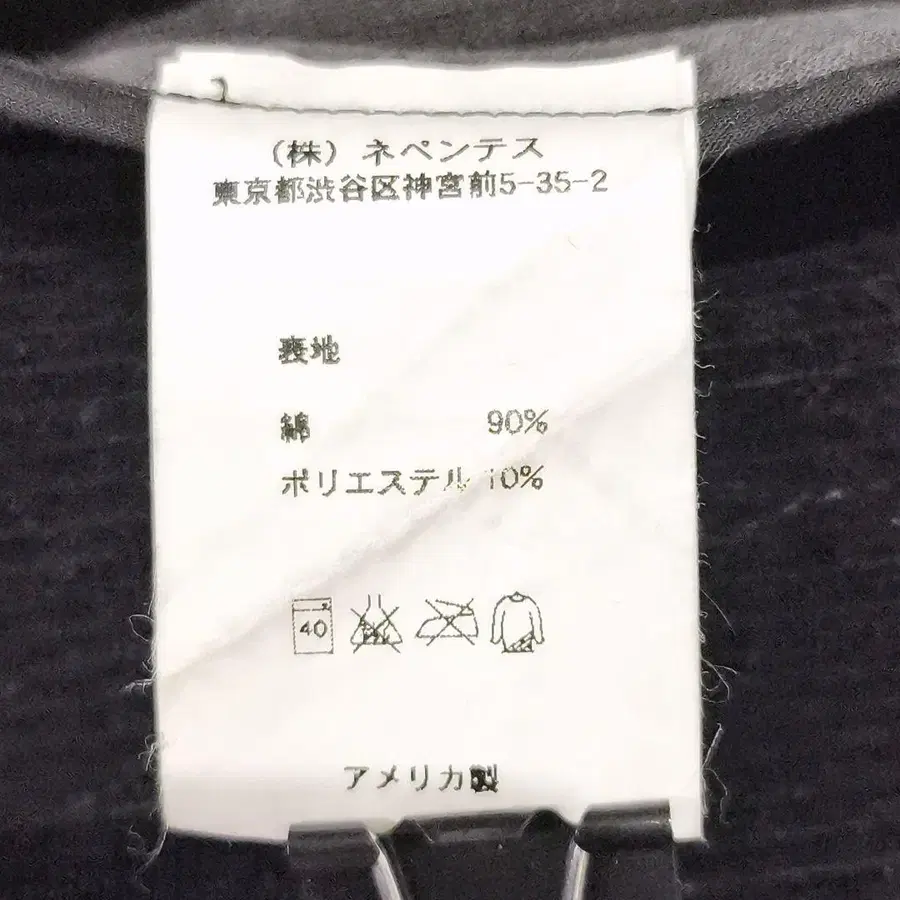 （株）ネペンテス
東京都渋谷区神宮前5-35-2
表地
綿 90%
ポリエステル 10%
40
アメリカ製